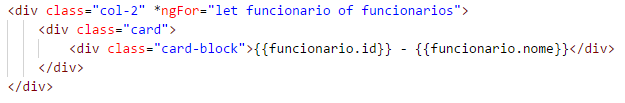 <div class="col-2" *ngFor="let funcionario of funcionarios">
<div class="card">
<div class="card-block">{{funcionario.id}} - {{funcionario.nome}}</div>
</div>
</div>